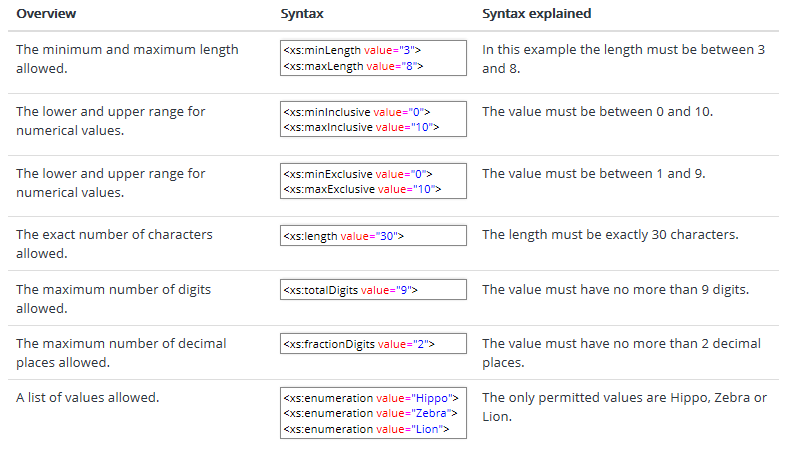 Overview Syntax Syntax explained
The minimum and maximum length
allowed.
<xs:minLength value="3">
<xs:maxLength value="8">
In this example the length must be between 3
and 8.
The lower and upper range for
numerical values.
<xs:minInclusive value="0">
<xs:maxInclusive value="10">
The value must be between 0 and 10.
The lower and upper range for
numerical values.
<xs:minExclusive value="0">
<xs:maxExclusive value="10">
The value must be between 1 and 9.
The exact number of characters
allowed.
<xs:length value="30">
The length must be exactly 30 characters.
The maximum number of digits
allowed.
<xs:totalDigits value="9">
The value must have no more than 9 digits.
The maximum number of decimal
places allowed.
<xs:fractionDigits value="2">
The value must have no more than 2 decimal
places.
A list of values allowed.
<xs:enumeration value="Hippo">
<xs:enumeration value="Zebra">
<xs:enumeration value="Lion">
The only permitted values are Hippo, Zebra or
Lion.